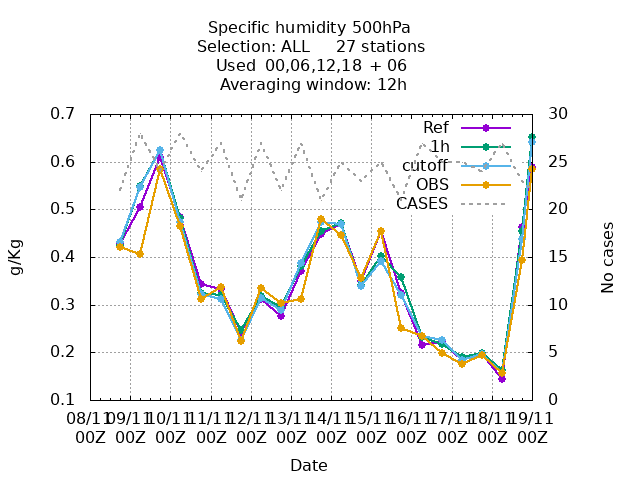 Specific humidity 500hPa
Selection: ALL 27 stations
Used 00,06,12,18 + 06
Averaging window: 12h
0.7
0.6
0.5
0.4
0.3
0.2
0.1
g/Kg
30
25
20
15
10
5
0
No cases
Ref
1h
cutoff
OBS
CASES
08/11 09/11 10/11 11/11 12/11 13/11 14/11 15/11 16/11 17/11 18/11 19/11
00Z 00Z 00Z 00Z 00Z 00Z 00Z 00Z 00Z 00Z 00Z 00Z
Date